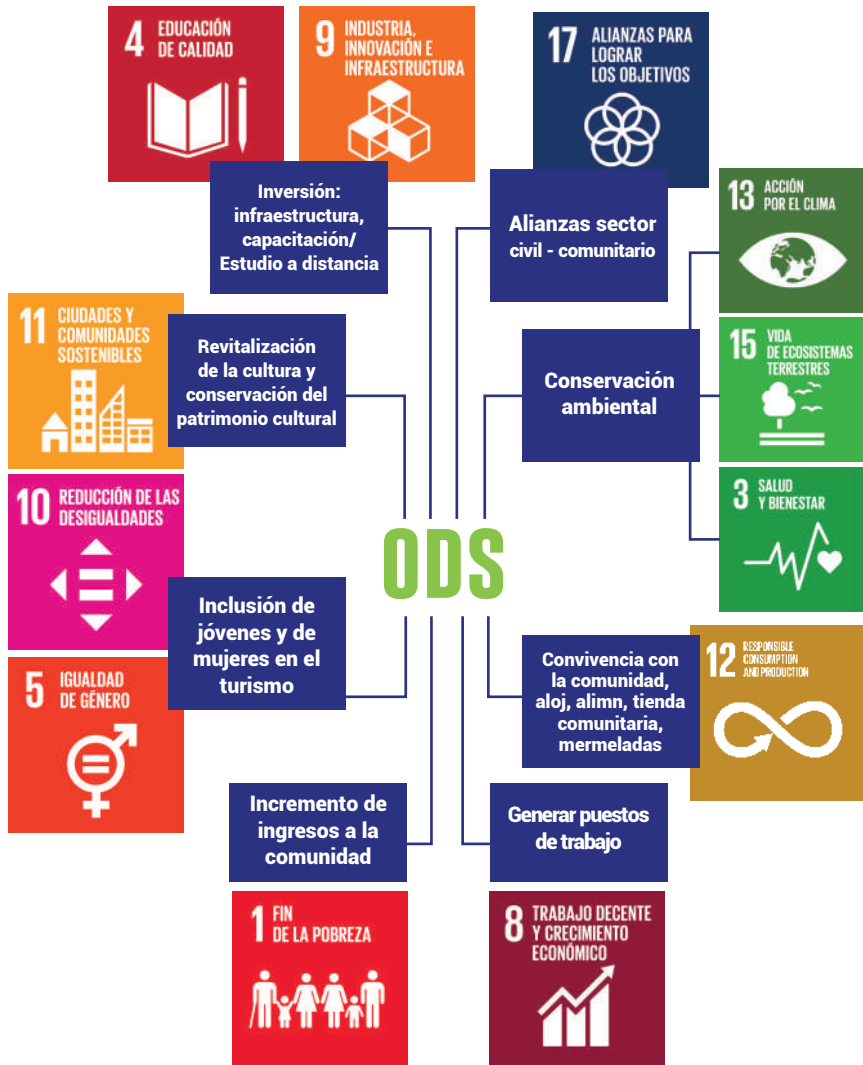 4 EDUCACIÓN
DE CALIDAD
9 INDUSTRIA,
INNOVACIÓN E
INFRAESTRUCTURA
17 ALIANZAS PARA
LOGRAR
LOS OBJETIVOS
Inversión:
infraestructura,
capacitación/
Estudio a distancia
Alianzas sector
civil - comunitario
13 ACCIÓN
POR EL CLIMA
11 CIUDADES Y
COMUNIDADES
SOSTENIBLES
Revitalización
de la cultura y
conservación del
patrimonio cultural
Conservación
ambiental
15 VIDA
DE ECOSISTEMAS
TERRESTRES
10 REDUCCIÓN DE LAS
DESIGUALDADES
3 SALUD
Y BIENESTAR
ODS
Inclusión de
jóvenes y de
mujeres en el
turismo
5 IGUALDAD
DE GÉNERO
Convivencia con
la comunidad,
aloj, alimn, tienda
comunitaria,
mermeladas
12 RESPONSIBLE
CONSUMPTION
AND PRODUCTION
Incremento de
ingresos a la
comunidad
Generar puestos
de trabajo
1 FIN
DE LA POBREZA
8 TRABAJO DECENTE
Y CRECIMIENTO
ECONÓMICO